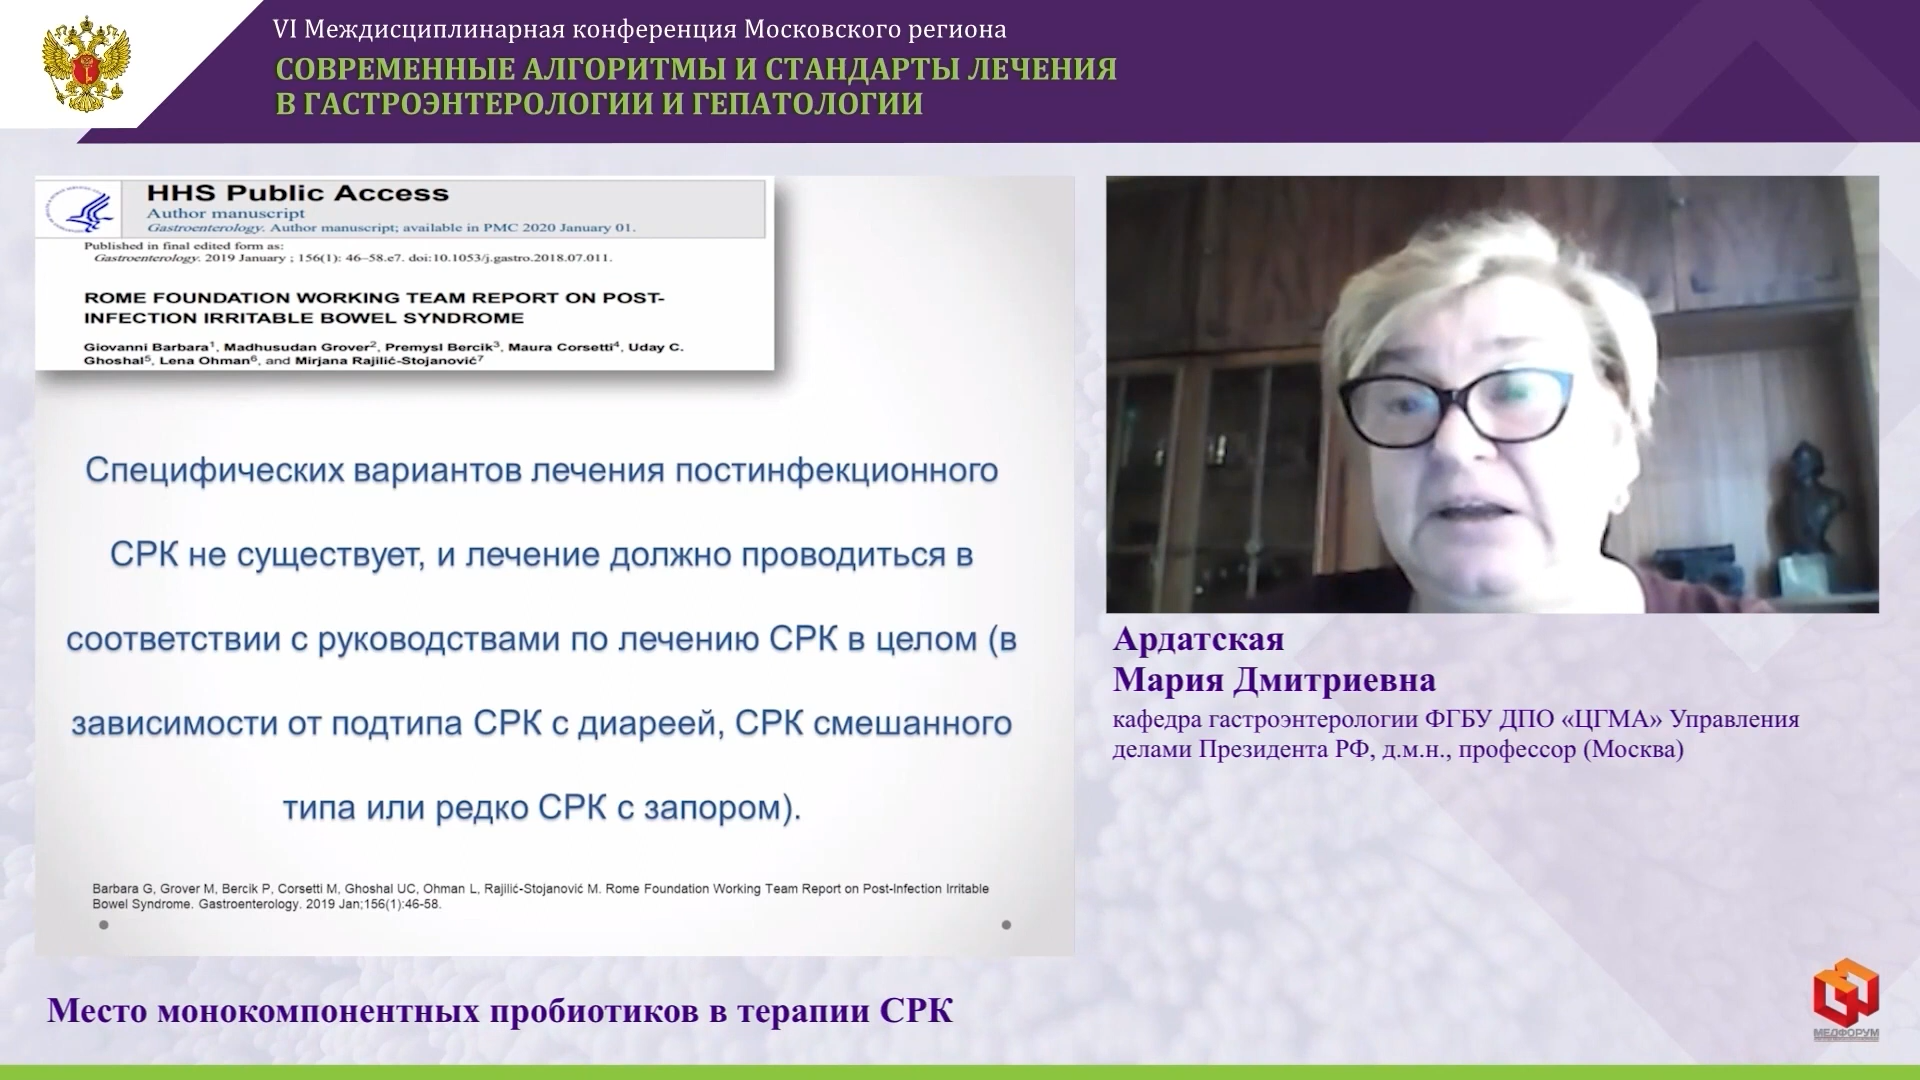 VI Междисциплинарная конференция Московского региона
СОВРЕМЕННЫЕ АЛГОРИТМЫ И СТАНДАРТЫ ЛЕЧЕНИЯ
В ГАСТРОЭНТЕРОЛОГИИ И ГЕПАТОЛОГИИ
HHS Public Access
Author manuscript
Gastroenterology. Author manuscript; available in PMC 2020 January 01.
Published in final edited form as:
Gastroenterology. 2019 January ; 156(1): 46–58.e7. doi:10.1053/j.gastro.2018.07.011.
ROME FOUNDATION WORKING TEAM REPORT ON POST-
INFECTION IRRITABLE BOWEL SYNDROME
Giovanni Barbara1, Madhusudan Grover2, Premysl Bercik3, Maura Corsetti4, Uday C.
Ghoshal5, Lena Ohman6, and Mirjana Rajilić-Stojanović7
Специфических вариантов лечения постинфекционного
СРК не существует, и лечение должно проводиться в
соответствии с руководствами по лечению СРК в целом (в
зависимости от подтипа СРК с диареей, СРК смешанного
типа или редко СРК с запором).
Barbara G, Grover M, Bercik P, Corsetti M, Ghoshal UC, Ohman L, Rajilić-Stojanović M. Rome Foundation Working Team Report on Post-Infection Irritable
Bowel Syndrome. Gastroenterology. 2019 Jan;156(1):46-58.
Ардатская
Мария Дмитриевна
кафедра гастроэнтерологии ФГБУ ДПО «ЦГМА» Управления
делами Президента РФ, д.м.н., профессор (Москва)
Место монокомпонентных пробиотиков в терапии СРК
МЕДФОРУМ